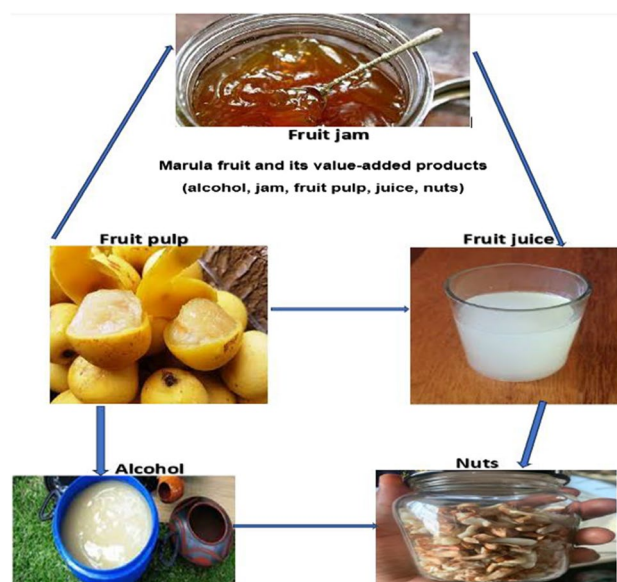 Fruit jam
Marula fruit and its value-added products
(alcohol, jam, fruit pulp, juice, nuts)
Fruit pulp
Fruit juice
Alcohol
Nuts